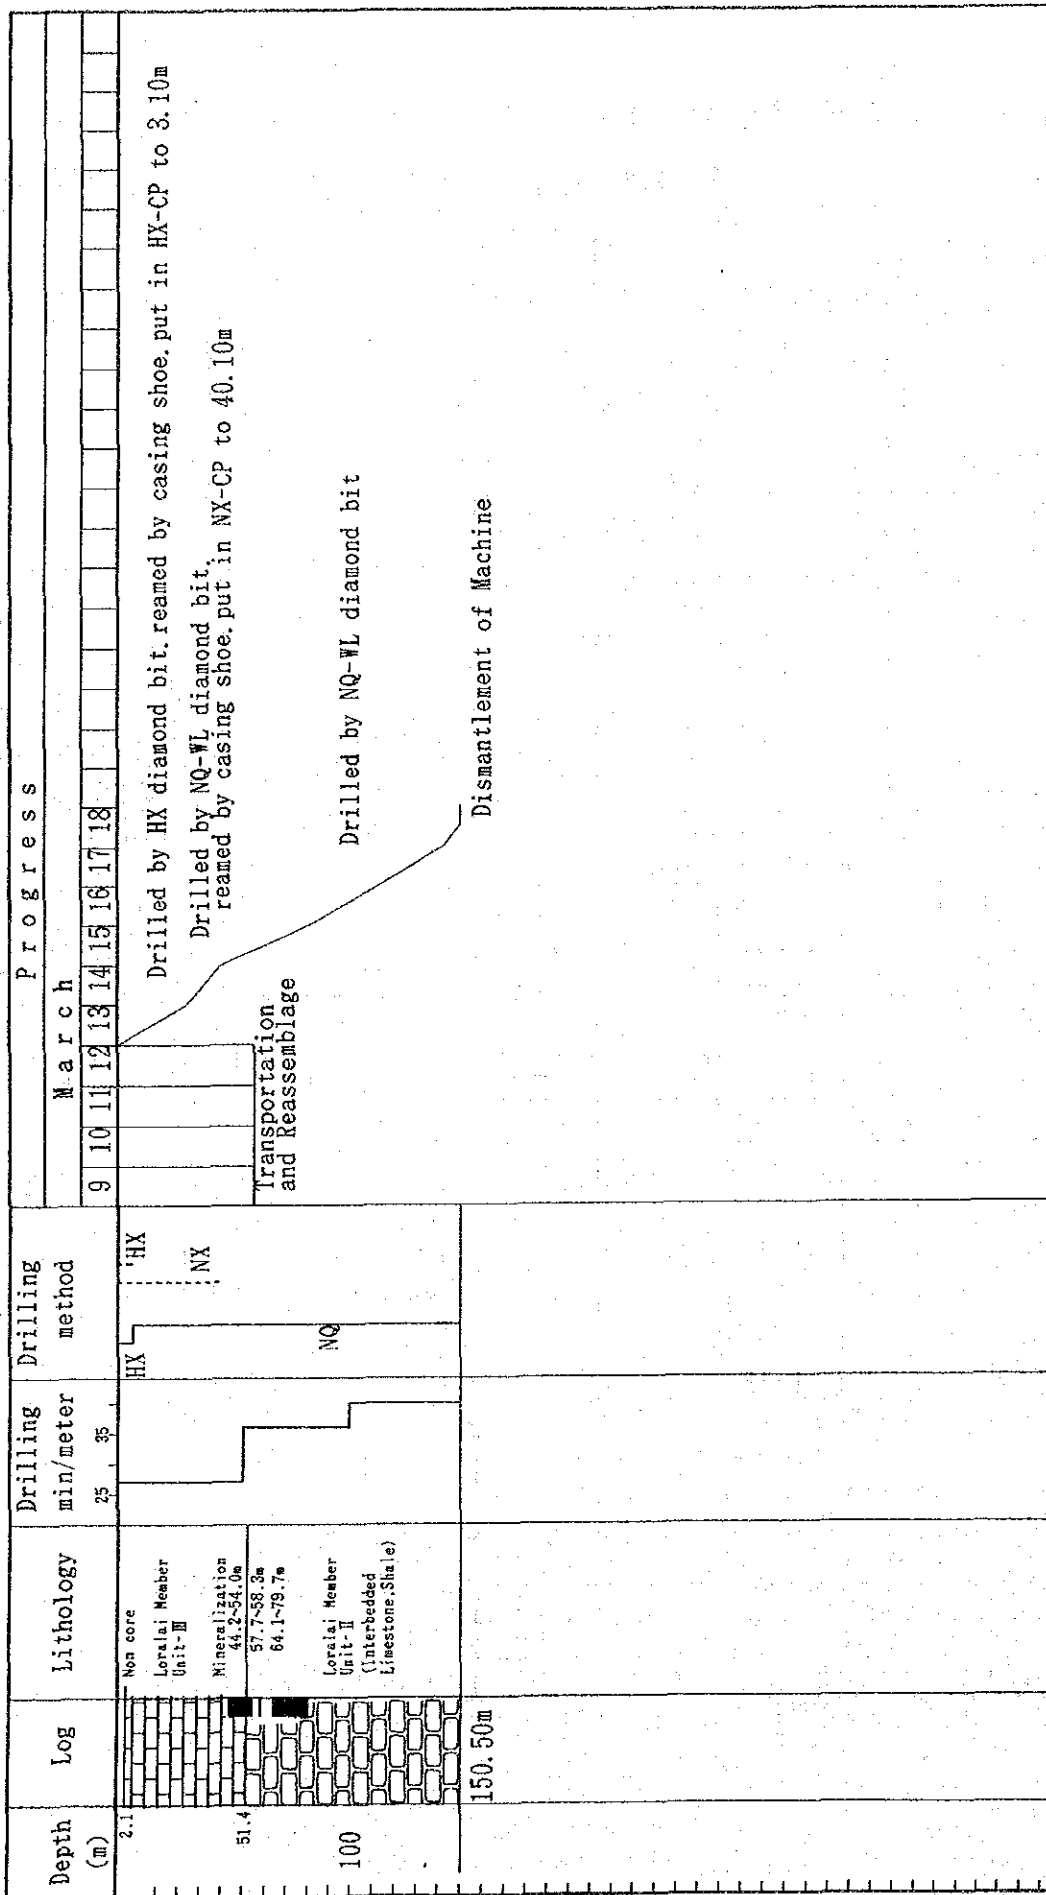 Depth
(m)
Log
Lithology
Drilling
min/meter
Drilling
method
Progress
March
25
35
9 10 11 12 13 14 15 16 17 18
2.1
51.4
100
150.50m
Non core
Loralai Member
Unit-Ⅲ
Mineralization
44.2~54.0m
57.7~58.3m
64.1~79.7m
Loralai Member
Unit-Ⅱ
(Interbedded
Limestone.Shale)
HX
NQ
HX
NX
Transportation
and Reassemblage
Drilled by HX diamond bit.reamed by casing shoe.put in HX-CP to 3.10m
Drilled by NQ-WL diamond bit.
reamed by casing shoe.put in NX-CP to 40.10m
Drilled by NQ-WL diamond bit
Dismantlement of Machine